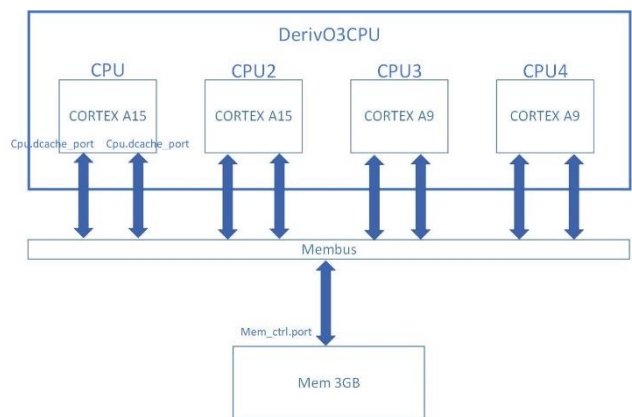 DerivO3CPU
CPU CPU2 CPU3 CPU4
CORTEX A15 CORTEX A15 CORTEX A9 CORTEX A9
Cpu.dcache_port Cpu.dcache_port
Membus
Mem_ctrl.port
Mem 3GB